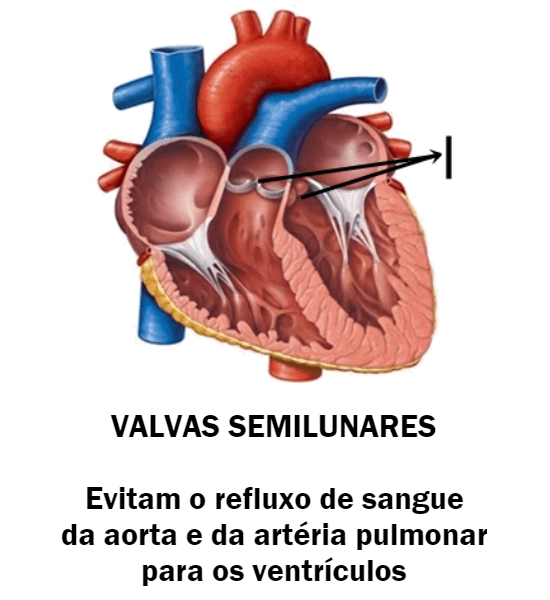 I
VALVAS SEMILUNARES
Evitam o refluxo de sangue
da aorta e da artéria pulmonar
para os ventrículos